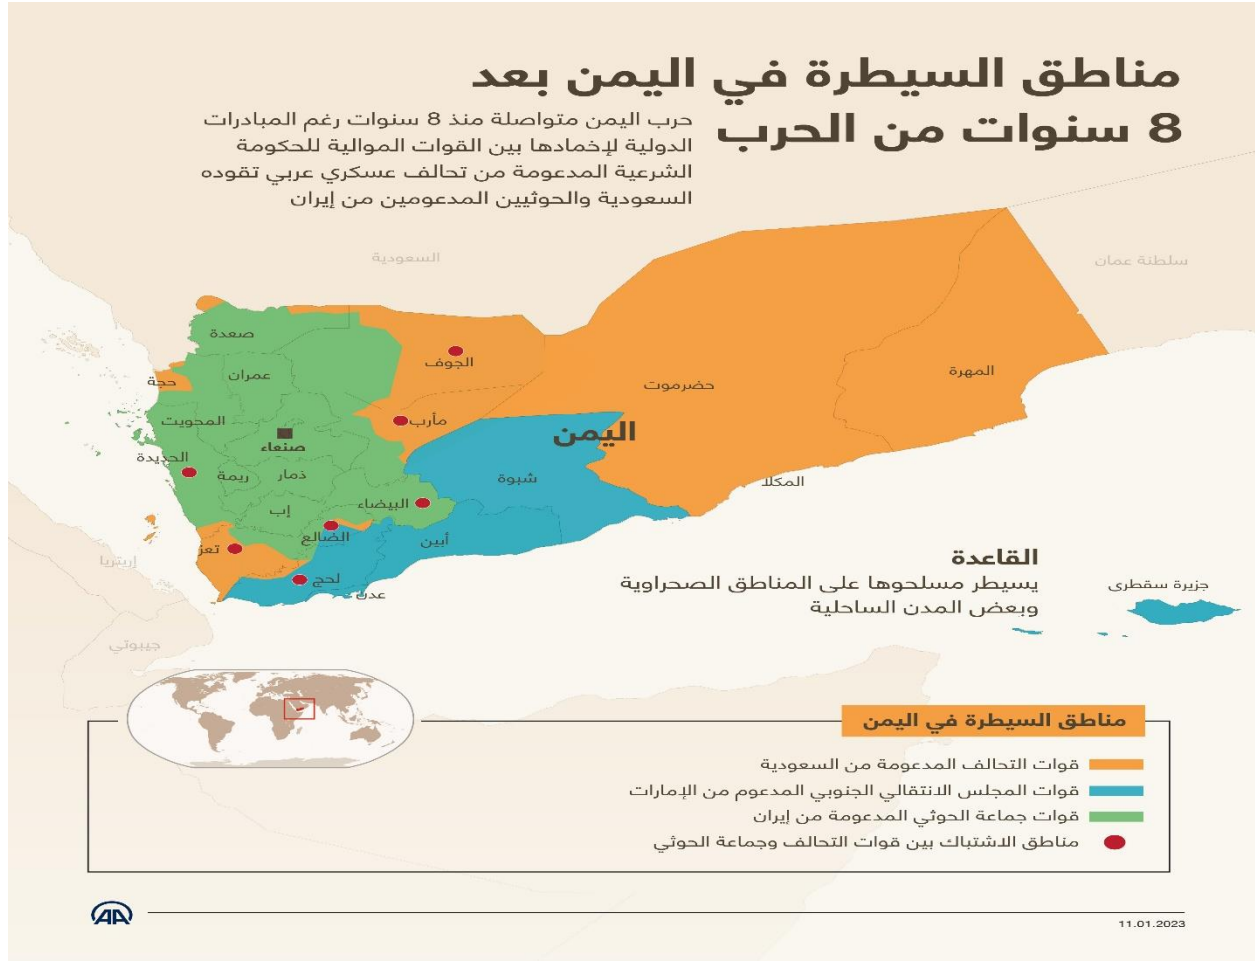 مناطق السيطرة في اليمن بعد
8 سنوات من الحرب
حرب اليمن متواصلة منذ 8 سنوات رغم المبادرات
الدولية لإخمادها بين القوات الموالية للحكومة
الشرعية المدعومة من تحالف عسكري عربي تقوده
السعودية والحوثيين المدعومين من إيران
السعودية
سلطنة عمان
صعدة
الجوف
عمران
حجة
حضرموت
المهرة
المحويت
مأرب
اليمن
صنعاء
الحديدة
ريمة
ذمار
شبوة
المكلا
البيضاء
إب
الضالع
أبين
تعز
لحج
عدن
إريتريا
جيبوتي
القاعدة
يسيطر مسلحوها على المناطق الصحراوية
وبعض المدن الساحلية
جزيرة سقطرى
مناطق السيطرة في اليمن
قوات التحالف المدعومة من السعودية
قوات المجلس الانتقالي الجنوبي المدعوم من الإمارات
قوات جماعة الحوثي المدعومة من إيران
مناطق الاشتباك بين قوات التحالف وجماعة الحوثي
AA
11.01.2023